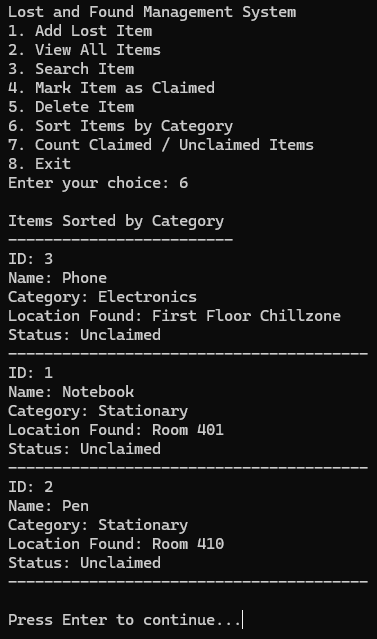 Lost and Found Management System
1. Add Lost Item
2. View All Items
3. Search Item
4. Mark Item as Claimed
5. Delete Item
6. Sort Items by Category
7. Count Claimed / Unclaimed Items
8. Exit
Enter your choice: 6

Items Sorted by Category
-------------------------
ID: 3
Name: Phone
Category: Electronics
Location Found: First Floor Chillzone
Status: Unclaimed
----------------------------------------
ID: 1
Name: Notebook
Category: Stationary
Location Found: Room 401
Status: Unclaimed
----------------------------------------
ID: 2
Name: Pen
Category: Stationary
Location Found: Room 410
Status: Unclaimed
----------------------------------------

Press Enter to continue...